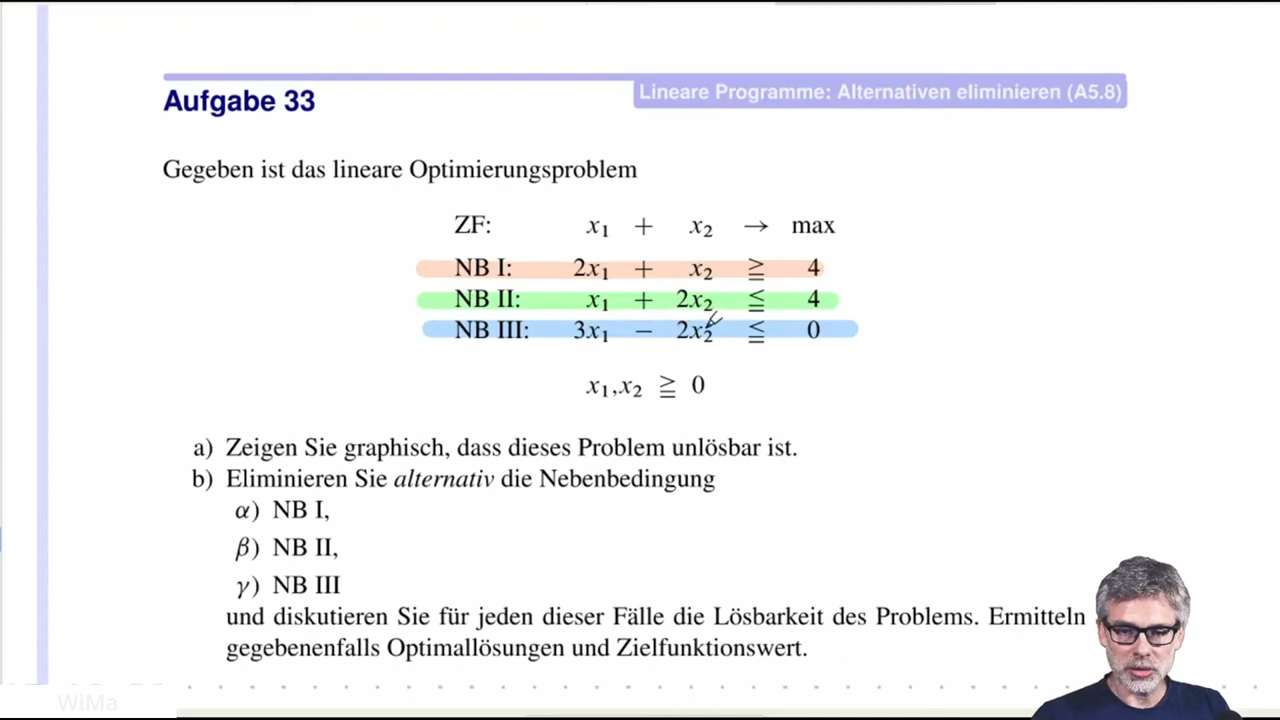 Lineare Programme: Alternativen eliminieren (A5.8)
Aufgabe 33
Gegeben ist das lineare Optimierungsproblem
ZF: x₁ + x₂ → max
NB I: 2x₁ + x₂ ≧ 4
NB II: x₁ + 2x₂ ≦ 4
NB III: 3x₁ − 2x₂ ≦ 0
x₁,x₂ ≧ 0
a) Zeigen Sie graphisch, dass dieses Problem unlösbar ist.
b) Eliminieren Sie alternativ die Nebenbedingung
α) NB I,
β) NB II,
γ) NB III
und diskutieren Sie für jeden dieser Fälle die Lösbarkeit des Problems. Ermitteln
gegebenenfalls Optimallösungen und Zielfunktionswert.
WiMa